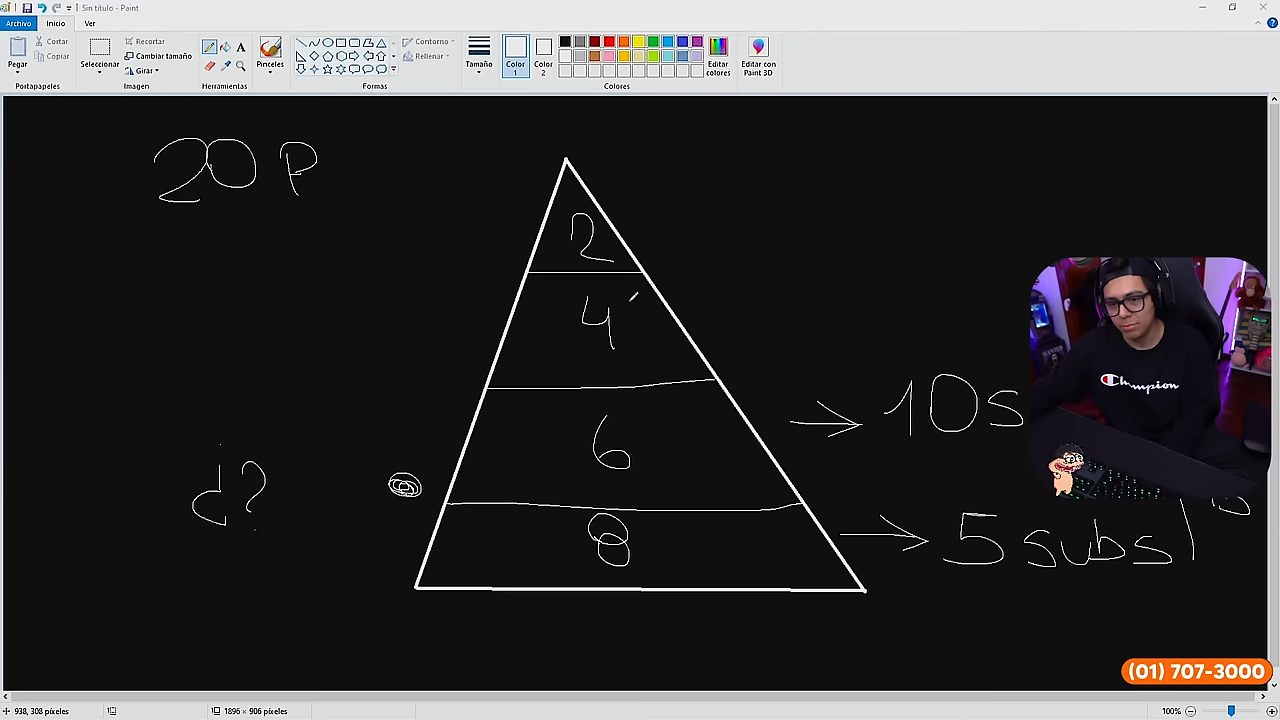 Sin título - Paint
Archivo Inicio Ver
Pegar
Cortar
Copiar
Portapapeles
Seleccionar
Recortar
Cambiar tamaño
Girar
Imagen
Herramientas
Pinceles
Formas
Contorno
Rellenar
Tamaño
Color 1
Color 2
Colores
Editar colores
Editar con Paint 3D
20 P
2
4
6
8
¿?
10s
5 subs
Champion
(01) 707-3000
938, 308 píxeles
1896 × 906 píxeles
100%